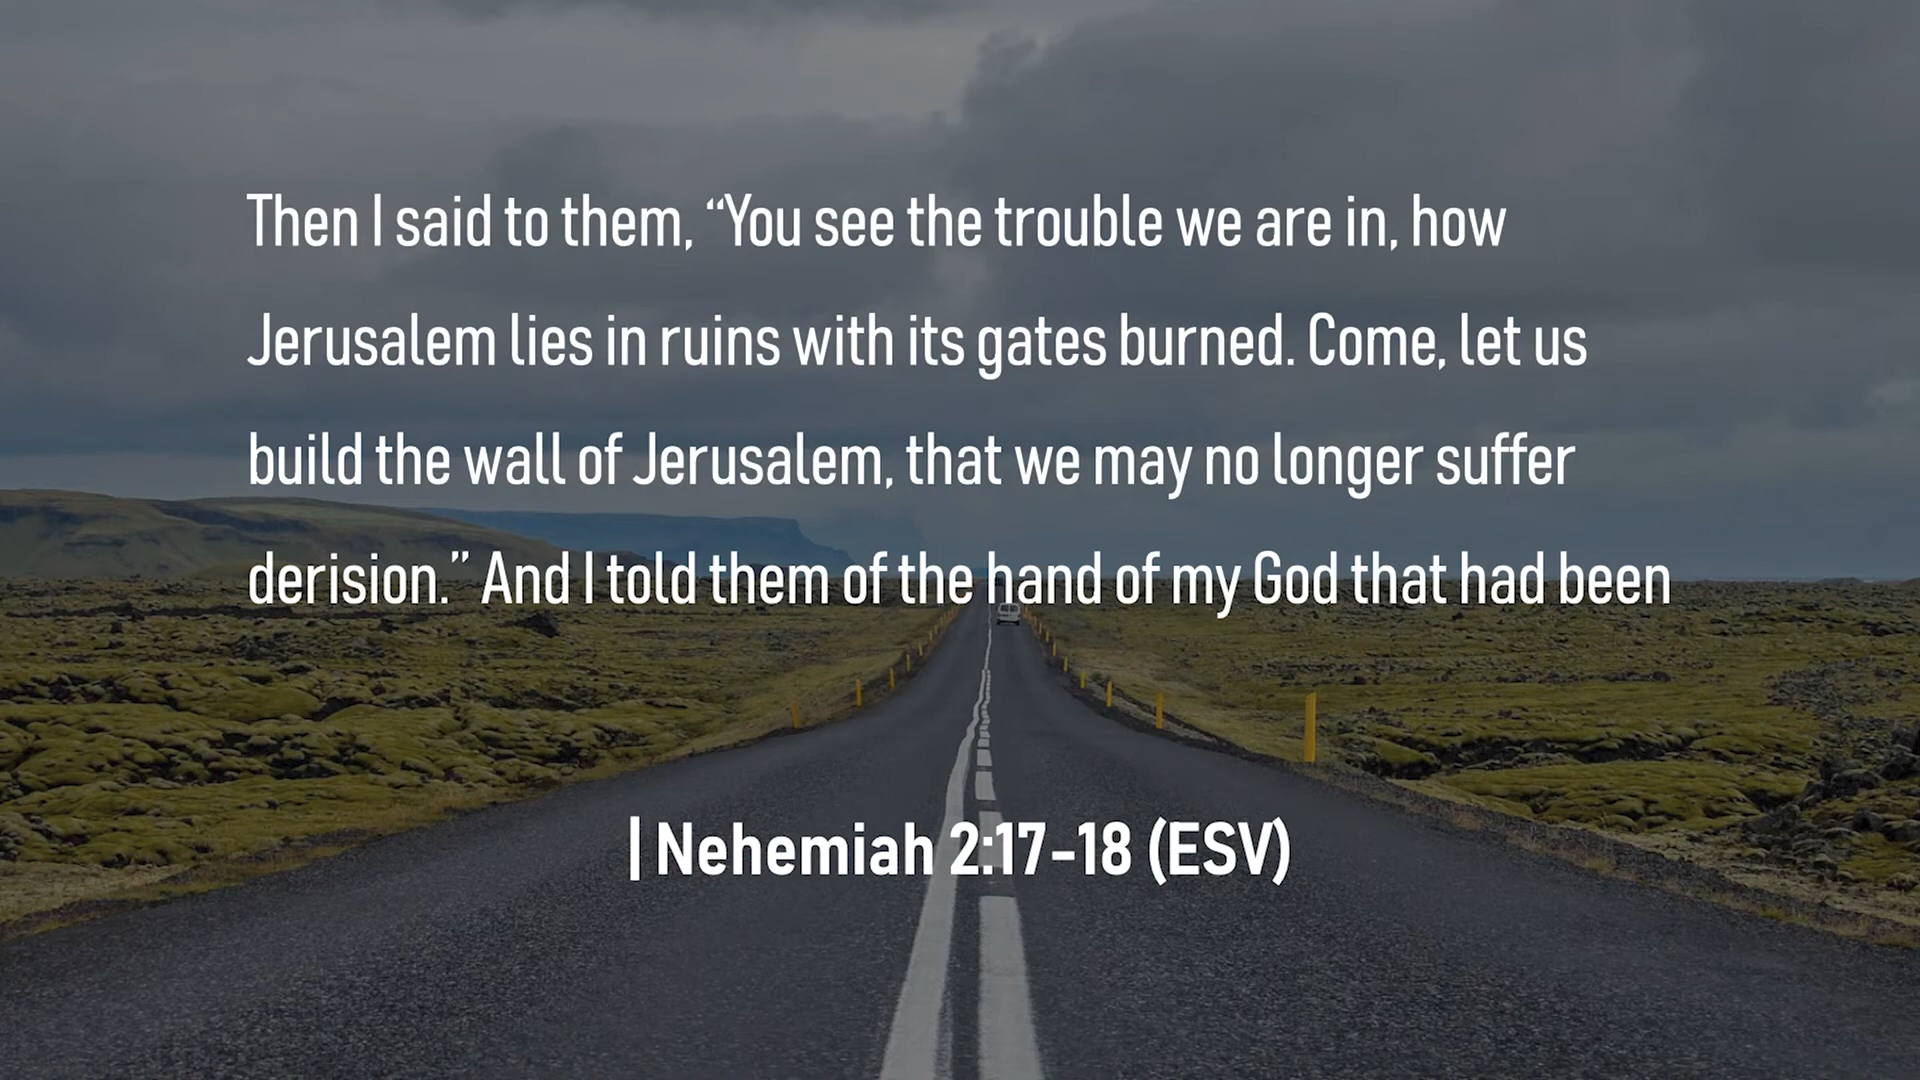 Then I said to them, “You see the trouble we are in, how
Jerusalem lies in ruins with its gates burned. Come, let us
build the wall of Jerusalem, that we may no longer suffer
derision.” And I told them of the hand of my God that had been
| Nehemiah 2:17-18 (ESV)